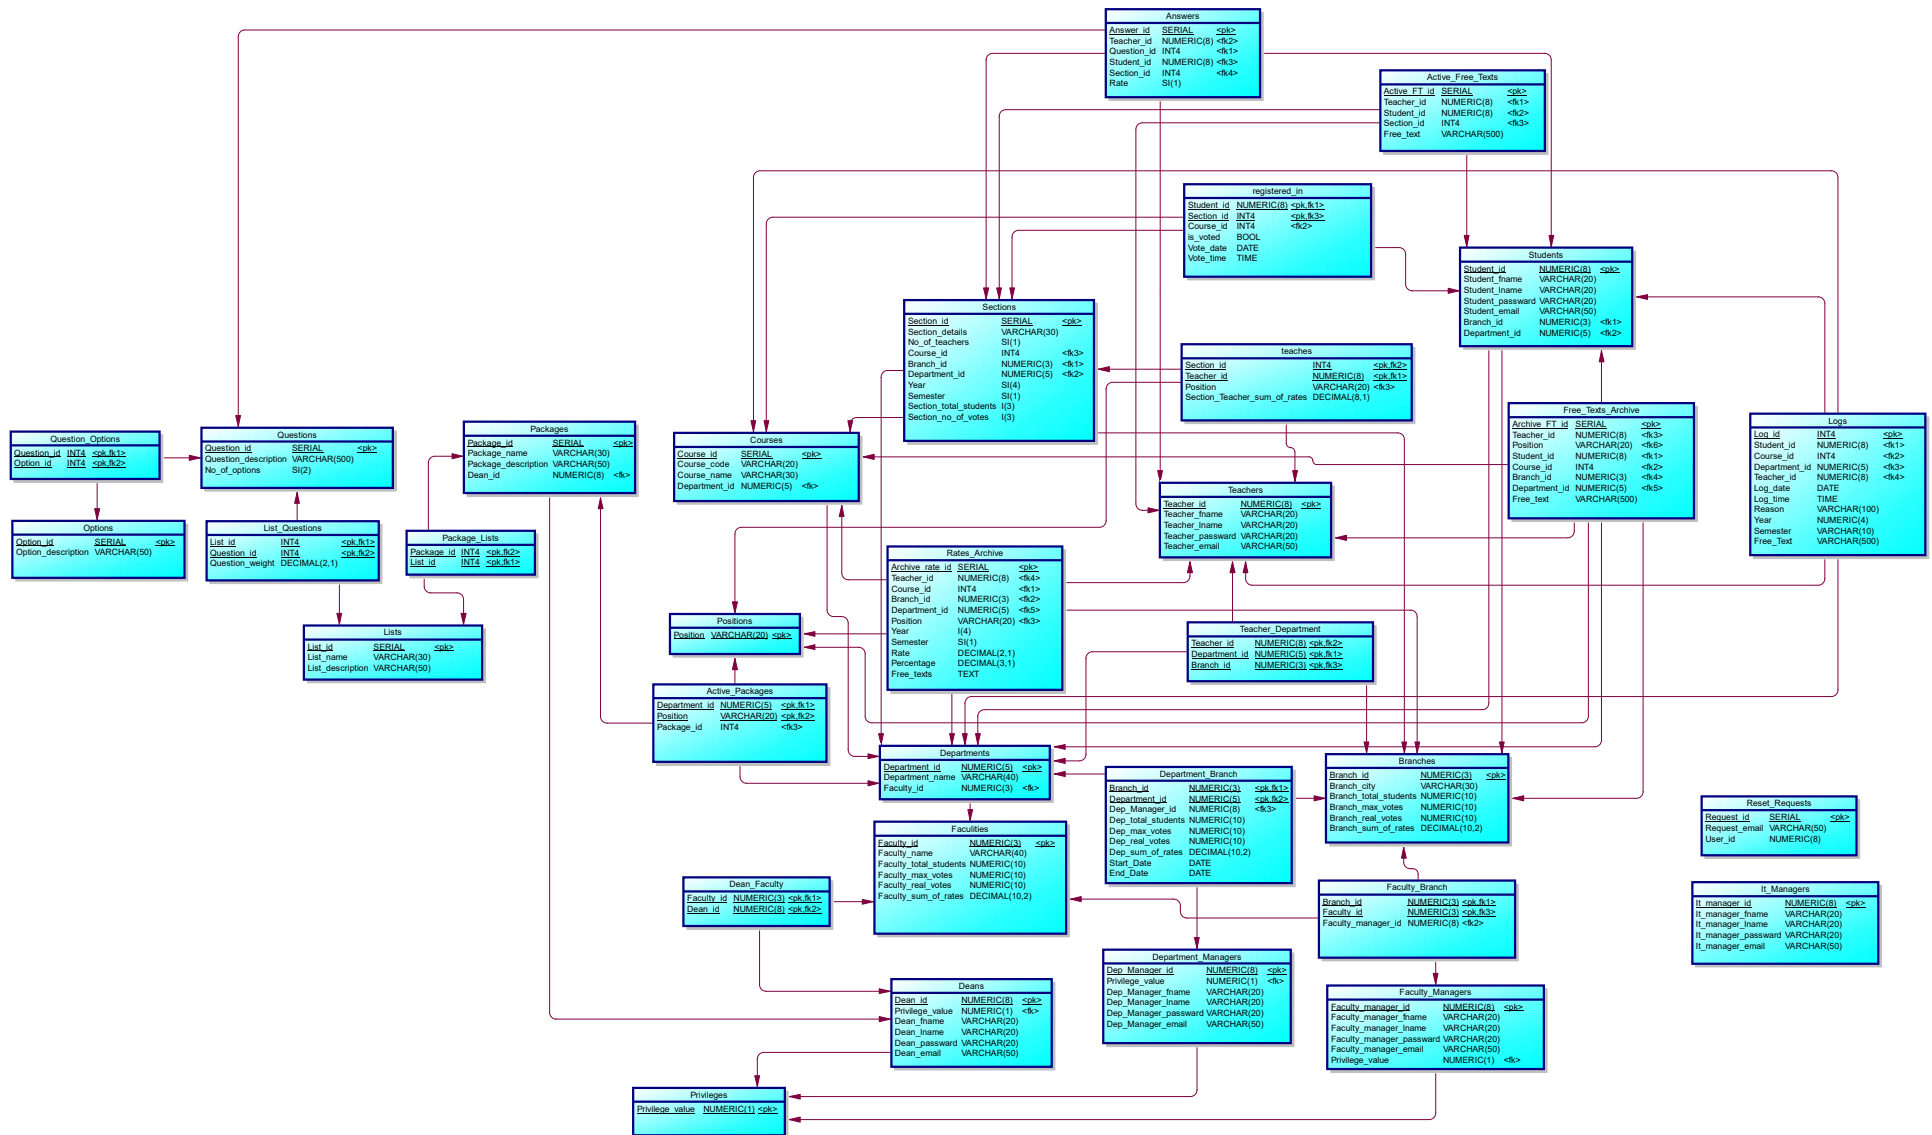 Answers
Answer_id SERIAL <pk>
Teacher_id NUMERIC(8) <fk2>
Question_id INT4 <fk1>
Student_id NUMERIC(8) <fk3>
Section_id INT4 <fk4>
Rate SI(1)
Active_Free_Texts
Active_FT_id SERIAL <pk>
Teacher_id NUMERIC(8) <fk1>
Student_id NUMERIC(8) <fk2>
Section_id INT4 <fk3>
Free_text VARCHAR(500)
registered_in
Student_id NUMERIC(8) <pk,fk1>
Section_id INT4 <pk,fk3>
Course_id INT4 <fk2>
is_voted BOOL
Vote_date DATE
Vote_time TIME
Students
Student_id NUMERIC(8) <pk>
Student_fname VARCHAR(20)
Student_lname VARCHAR(20)
Student_passward VARCHAR(20)
Student_email VARCHAR(50)
Branch_id NUMERIC(3) <fk1>
Department_id NUMERIC(5) <fk2>
Sections
Section_id SERIAL <pk>
Section_details VARCHAR(30)
No_of_teachers SI(1)
Course_id INT4 <fk3>
Branch_id NUMERIC(3) <fk1>
Department_id NUMERIC(5) <fk2>
Year SI(4)
Semester SI(1)
Section_total_students I(3)
Section_no_of_votes I(3)
teaches
Section_id INT4 <pk,fk2>
Teacher_id NUMERIC(8) <pk,fk1>
Position VARCHAR(20) <fk3>
Section_Teacher_sum_of_rates DECIMAL(8,1)
Free_Texts_Archive
Archive_FT_id SERIAL <pk>
Teacher_id NUMERIC(8) <fk3>
Position VARCHAR(20) <fk6>
Student_id NUMERIC(8) <fk1>
Course_id INT4 <fk2>
Branch_id NUMERIC(3) <fk4>
Department_id NUMERIC(5) <fk5>
Free_text VARCHAR(500)
Logs
Log_id INT4 <pk>
Student_id NUMERIC(8) <fk1>
Course_id INT4 <fk2>
Department_id NUMERIC(5) <fk3>
Teacher_id NUMERIC(8) <fk4>
Log_date DATE
Log_time TIME
Reason VARCHAR(100)
Year NUMERIC(4)
Semester VARCHAR(10)
Free_Text VARCHAR(500)
Question_Options
Question_id INT4 <pk,fk1>
Option_id INT4 <pk,fk2>
Questions
Question_id SERIAL <pk>
Question_description VARCHAR(500)
No_of_options SI(2)
Packages
Package_id SERIAL <pk>
Package_name VARCHAR(30)
Package_description VARCHAR(50)
Dean_id NUMERIC(8) <fk>
Courses
Course_id SERIAL <pk>
Course_code VARCHAR(20)
Course_name VARCHAR(30)
Department_id NUMERIC(5) <fk>
Teachers
Teacher_id NUMERIC(8) <pk>
Teacher_fname VARCHAR(20)
Teacher_lname VARCHAR(20)
Teacher_passward VARCHAR(20)
Teacher_email VARCHAR(50)
Options
Option_id SERIAL <pk>
Option_description VARCHAR(50)
List_Questions
List_id INT4 <pk,fk1>
Question_id INT4 <pk,fk2>
Question_weight DECIMAL(2,1)
Package_Lists
Package_id INT4 <pk,fk2>
List_id INT4 <pk,fk1>
Rates_Archive
Archive_rate_id SERIAL <pk>
Teacher_id NUMERIC(8) <fk4>
Course_id INT4 <fk1>
Branch_id NUMERIC(3) <fk2>
Department_id NUMERIC(5) <fk5>
Position VARCHAR(20) <fk3>
Year I(4)
Semester SI(1)
Rate DECIMAL(2,1)
Percentage DECIMAL(3,1)
Free_texts TEXT
Positions
Position VARCHAR(20) <pk>
Lists
List_id SERIAL <pk>
List_name VARCHAR(30)
List_description VARCHAR(50)
Teacher_Department
Teacher_id NUMERIC(8) <pk,fk2>
Department_id NUMERIC(5) <pk,fk1>
Branch_id NUMERIC(3) <pk,fk3>
Active_Packages
Department_id NUMERIC(5) <pk,fk1>
Position VARCHAR(20) <pk,fk2>
Package_id INT4 <fk3>
Departments
Department_id NUMERIC(5) <pk>
Department_name VARCHAR(40)
Faculty_id NUMERIC(3) <fk>
Department_Branch
Branch_id NUMERIC(3) <pk,fk1>
Department_id NUMERIC(5) <pk,fk2>
Dep_Manager_id NUMERIC(8) <fk3>
Dep_total_students NUMERIC(10)
Dep_max_votes NUMERIC(10)
Dep_real_votes NUMERIC(10)
Dep_sum_of_rates DECIMAL(10,2)
Start_Date DATE
End_Date DATE
Branches
Branch_id NUMERIC(3) <pk>
Branch_city VARCHAR(30)
Branch_total_students NUMERIC(10)
Branch_max_votes NUMERIC(10)
Branch_real_votes NUMERIC(10)
Branch_sum_of_rates DECIMAL(10,2)
Reset_Requests
Request_id SERIAL <pk>
Request_email VARCHAR(50)
User_id NUMERIC(8)
Faculities
Faculty_id NUMERIC(3) <pk>
Faculty_name VARCHAR(40)
Faculty_total_students NUMERIC(10)
Faculty_max_votes NUMERIC(10)
Faculty_real_votes NUMERIC(10)
Faculty_sum_of_rates DECIMAL(10,2)
Dean_Faculty
Faculty_id NUMERIC(3) <pk,fk1>
Dean_id NUMERIC(8) <pk,fk2>
Faculty_Branch
Branch_id NUMERIC(3) <pk,fk1>
Faculty_id NUMERIC(3) <pk,fk3>
Faculty_manager_id NUMERIC(8) <fk2>
It_Managers
It_manager_id NUMERIC(8) <pk>
It_manager_fname VARCHAR(20)
It_manager_lname VARCHAR(20)
It_manager_passward VARCHAR(20)
It_manager_email VARCHAR(50)
Department_Managers
Dep_Manager_id NUMERIC(8) <pk>
Privilege_value NUMERIC(1) <fk>
Dep_Manager_fname VARCHAR(20)
Dep_Manager_lname VARCHAR(20)
Dep_Manager_passward VARCHAR(20)
Dep_Manager_email VARCHAR(50)
Deans
Dean_id NUMERIC(8) <pk>
Privilege_value NUMERIC(1) <fk>
Dean_fname VARCHAR(20)
Dean_lname VARCHAR(20)
Dean_passward VARCHAR(20)
Dean_email VARCHAR(50)
Faculty_Managers
Faculty_manager_id NUMERIC(8) <pk>
Faculty_manager_fname VARCHAR(20)
Faculty_manager_lname VARCHAR(20)
Faculty_manager_passward VARCHAR(20)
Faculty_manager_email VARCHAR(50)
Privilege_value NUMERIC(1) <fk>
Privileges
Privilege_value NUMERIC(1) <pk>